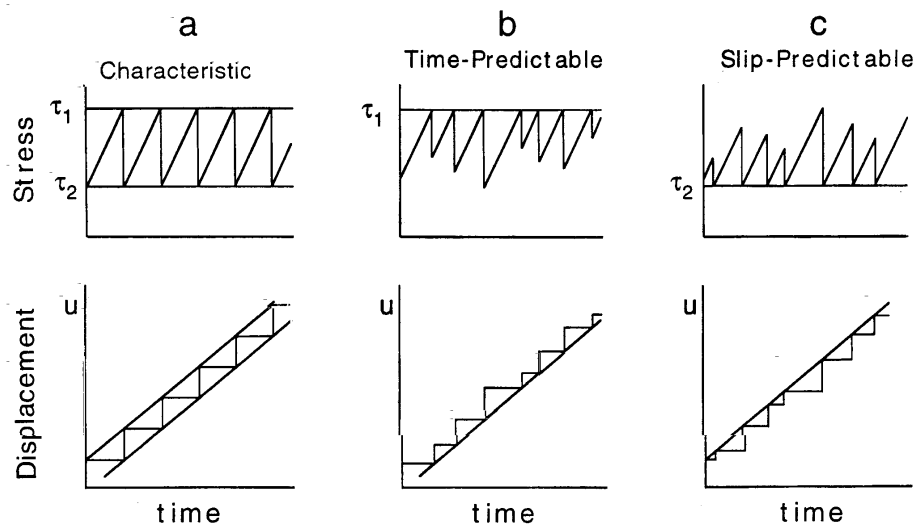 a b c
Characteristic Time-Predictable Slip-Predictable
τ1 τ1
Stress
τ2 τ2
u u u
Displacement
time time time